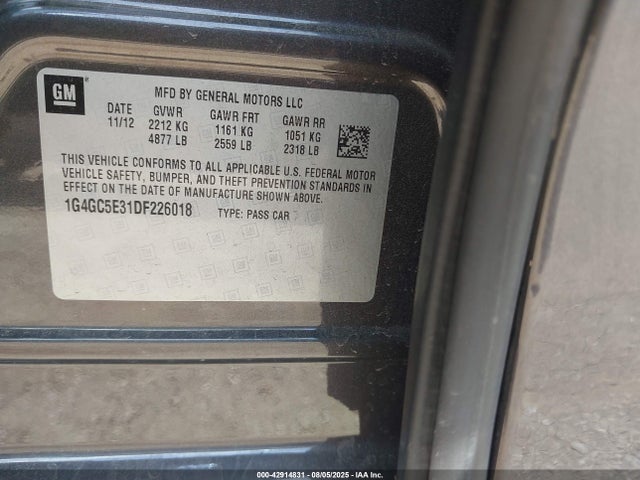 GM
MFD BY GENERAL MOTORS LLC
DATE GVWR GAWR FRT GAWR RR
11/12 2212 KG 1161 KG 1051 KG
4877 LB 2559 LB 2318 LB
THIS VEHICLE CONFORMS TO ALL APPLICABLE U.S. FEDERAL MOTOR
VEHICLE SAFETY, BUMPER, AND THEFT PREVENTION STANDARDS IN
EFFECT ON THE DATE OF MANUFACTURE SHOWN ABOVE.
1G4GC5E31DF226018 TYPE: PASS CAR
000-42914831 - 08/05/2025 - IAA Inc.